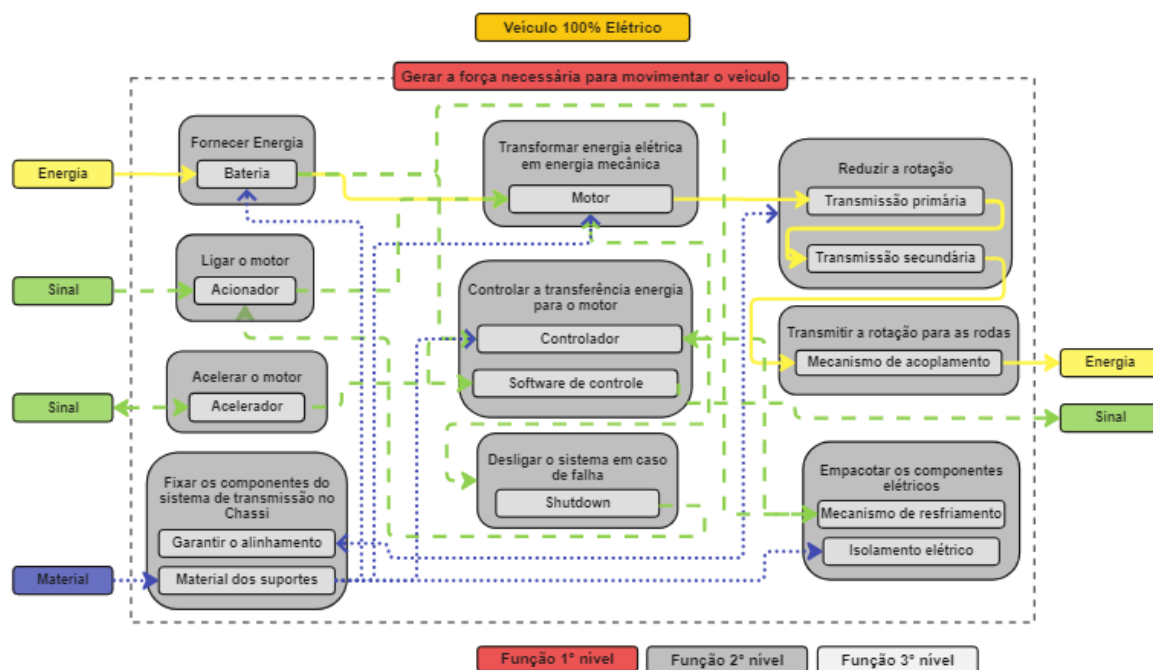 Veículo 100% Elétrico
Gerar a força necessária para movimentar o veículo
Fornecer Energia
Bateria
Energia
Transformar energia elétrica
em energia mecânica
Motor
Reduzir a rotação
Transmissão primária
Transmissão secundária
Ligar o motor
Acionador
Sinal
Controlar a transferência energia
para o motor
Controlador
Software de controle
Transmitir a rotação para as rodas
Mecanismo de acoplamento
Energia
Acelerar o motor
Acelerador
Sinal
Sinal
Desligar o sistema em caso
de falha
Shutdown
Empacotar os componentes
elétricos
Mecanismo de resfriamento
Isolamento elétrico
Fixar os componentes do
sistema de transmissão no
Chassi
Garantir o alinhamento
Material dos suportes
Material
Função 1° nível
Função 2° nível
Função 3° nível